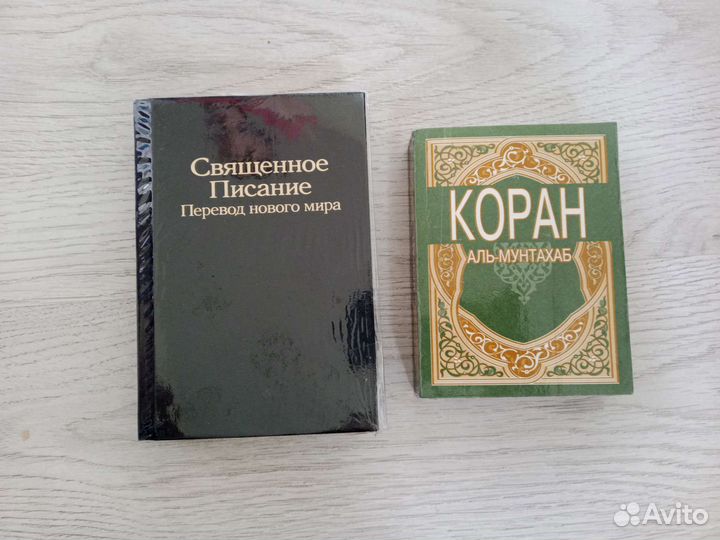 Священное
Писание
Перевод нового мира
КОРАН
АЛЬ-МУНТАХАБ
Avito